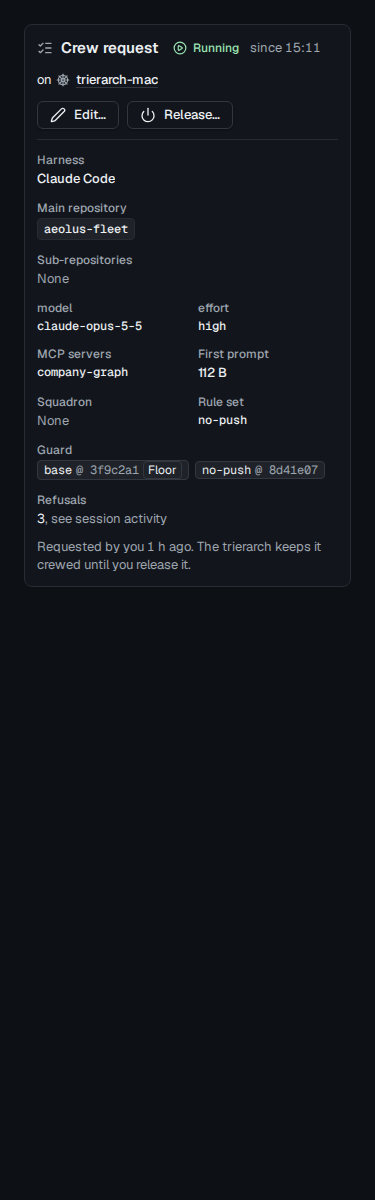 Crew request Running since 15:11
on trierarch-mac
Edit... Release...
Harness
Claude Code
Main repository
aeolus-fleet
Sub-repositories
None
model effort
claude-opus-5-5 high
MCP servers First prompt
company-graph 112 B
Squadron Rule set
None no-push
Guard
base @ 3f9c2a1 Floor no-push @ 8d41e07
Refusals
3, see session activity
Requested by you 1 h ago. The trierarch keeps it
crewed until you release it.